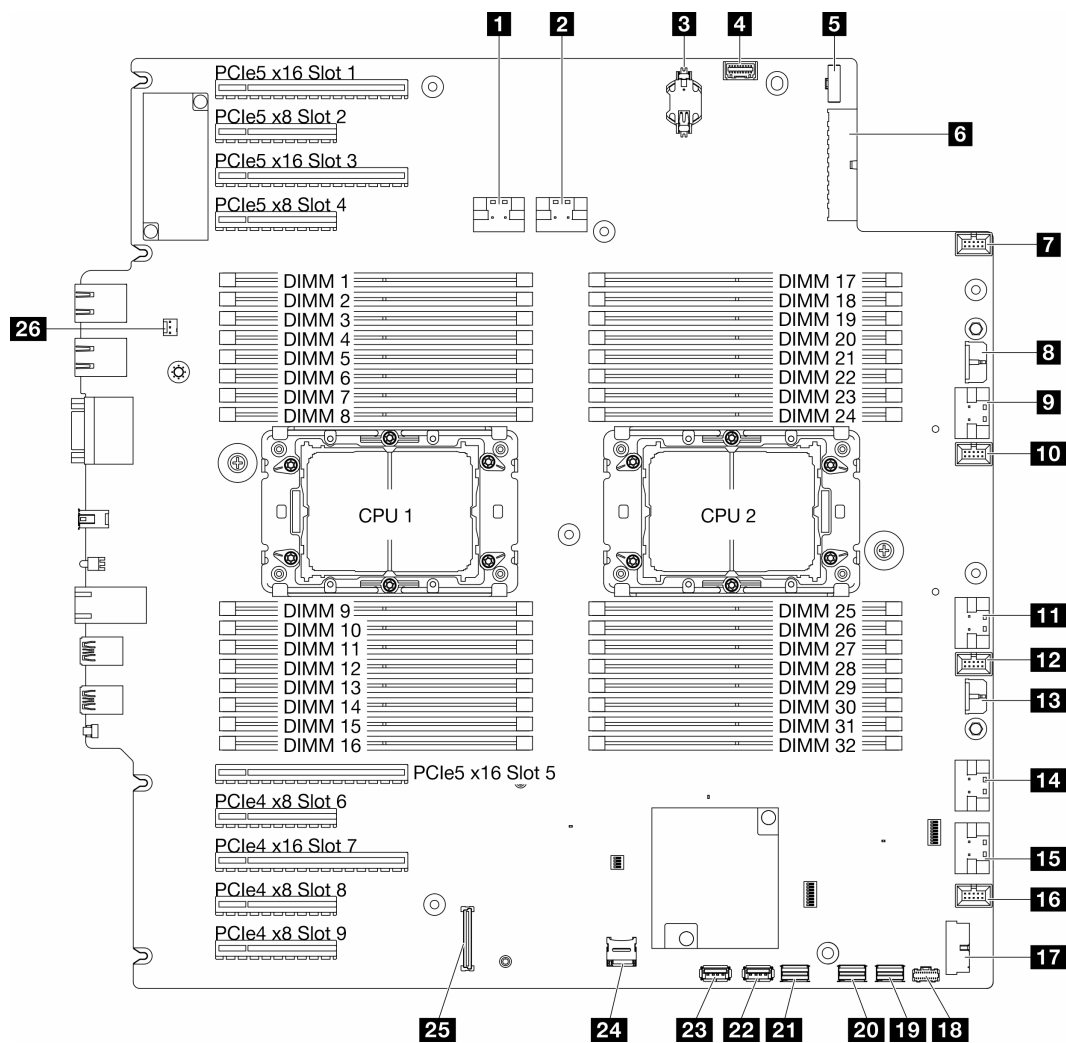 1
2
3
4
5
PCIe5 x16 Slot 1
PCIe5 x8 Slot 2
6
PCIe5 x16 Slot 3
PCIe5 x8 Slot 4
7
DIMM 1
DIMM 2
DIMM 3
DIMM 4
DIMM 5
DIMM 6
DIMM 7
DIMM 8
DIMM 17
DIMM 18
DIMM 19
DIMM 20
DIMM 21
DIMM 22
DIMM 23
DIMM 24
26
8
9
10
CPU 1
CPU 2
DIMM 9
DIMM 10
DIMM 11
DIMM 12
DIMM 13
DIMM 14
DIMM 15
DIMM 16
DIMM 25
DIMM 26
DIMM 27
DIMM 28
DIMM 29
DIMM 30
DIMM 31
DIMM 32
11
12
13
PCIe5 x16 Slot 5
14
PCIe4 x8 Slot 6
PCIe4 x16 Slot 7
15
PCIe4 x8 Slot 8
16
PCIe4 x8 Slot 9
17
25
24
23
22
21
20
19
18